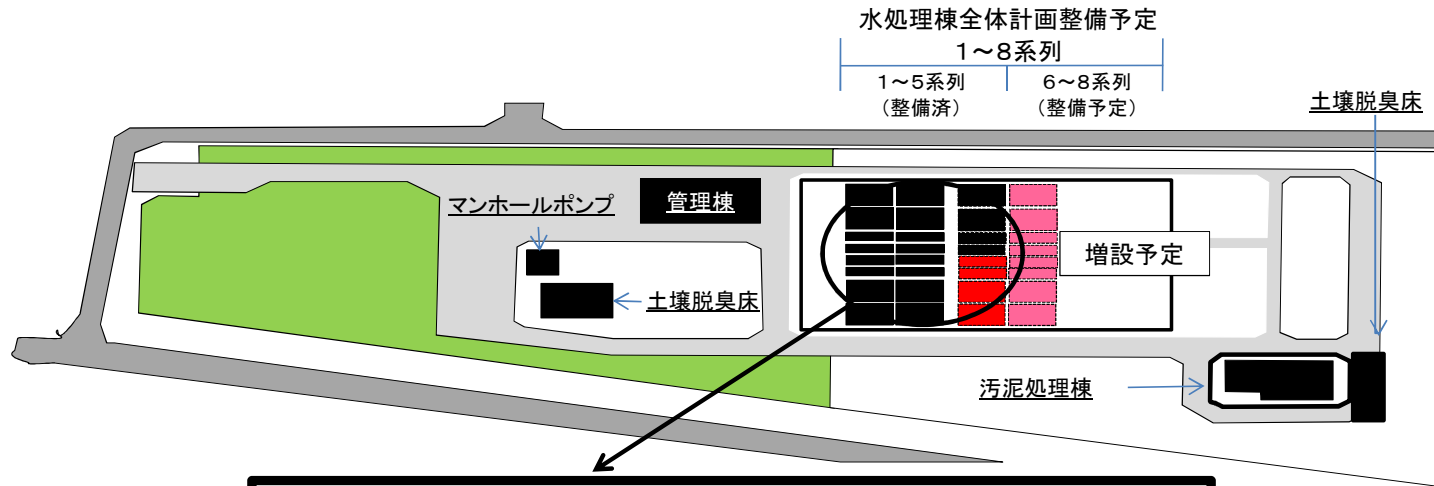 水処理棟全体計画整備予定
1～8系列
1～5系列
(整備済)
6～8系列
(整備予定)
土壌脱臭床
マンホールポンプ
管理棟
増設予定
土壌脱臭床
汚泥処理棟